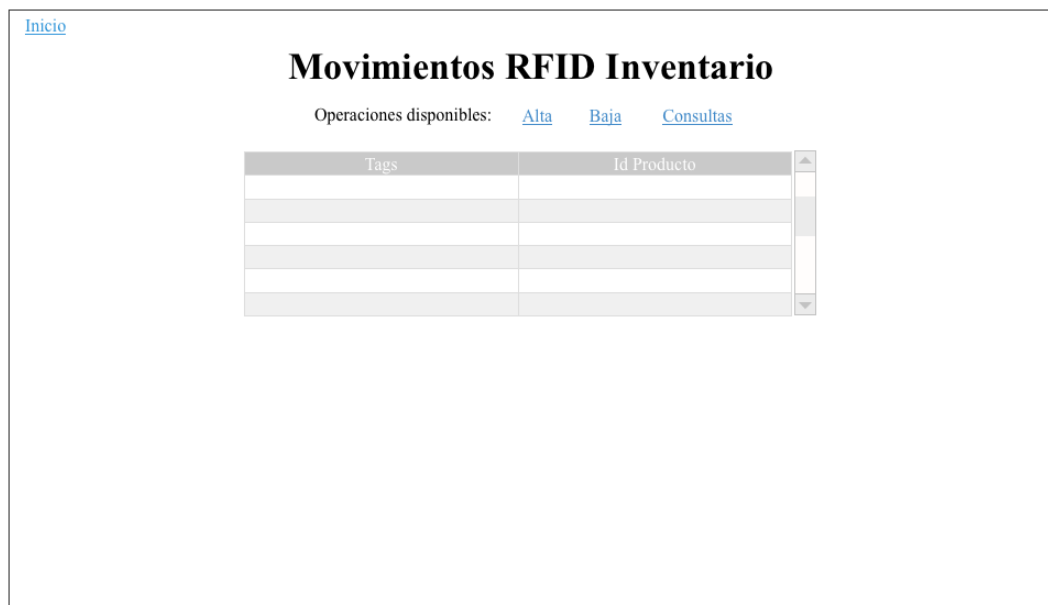 Inicio
Movimientos RFID Inventario
Operaciones disponibles: Alta Baja Consultas
Tags Id Producto